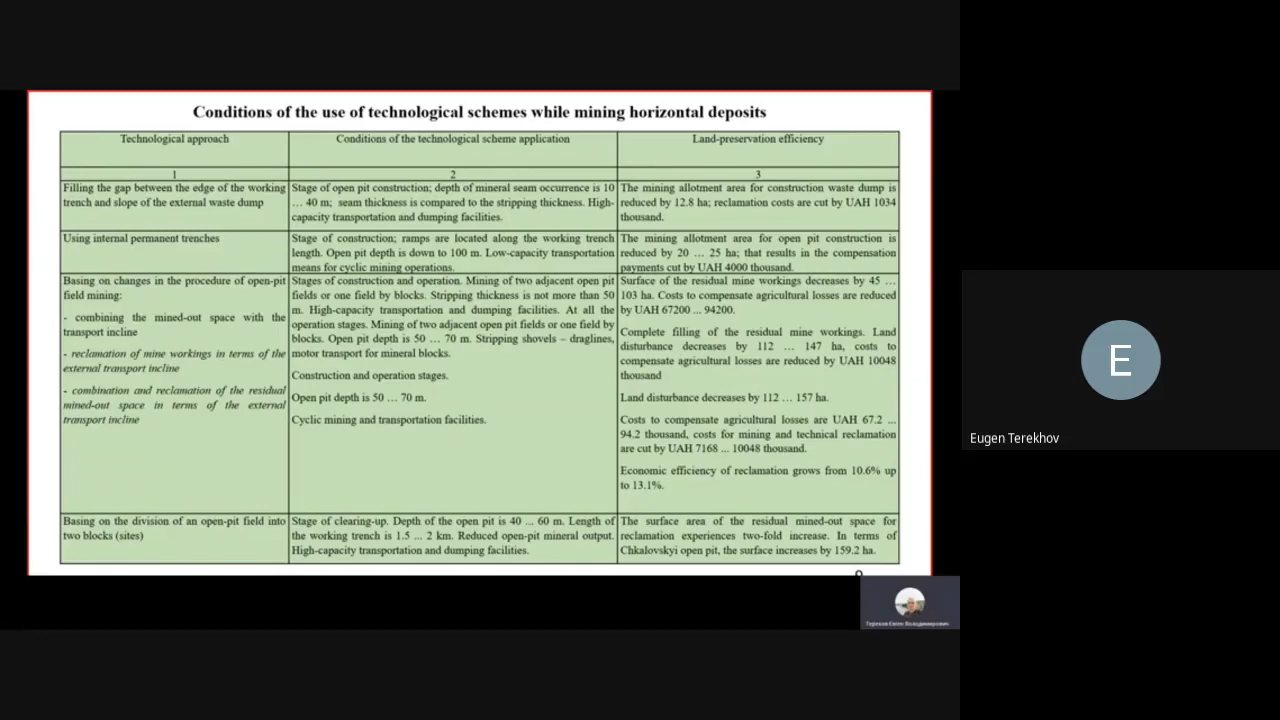 Conditions of the use of technological schemes while mining horizontal deposits
Technological approach
Conditions of the technological scheme application
Land-preservation efficiency
1
2
3
Filling the gap between the edge of the working
trench and slope of the external waste dump
Stage of open pit construction; depth of mineral seam occurrence is 10
… 40 m; seam thickness is compared to the stripping thickness. High-
capacity transportation and dumping facilities.
The mining allotment area for construction waste dump is
reduced by 12.8 ha; reclamation costs are cut by UAH 1034
thousand.
Using internal permanent trenches
Stage of construction; ramps are located along the working trench
length. Open pit depth is down to 100 m. Low-capacity transportation
means for cyclic mining operations.
The mining allotment area for open pit construction is
reduced by 20 … 25 ha; that results in the compensation
payments cut by UAH 4000 thousand.
Basing on changes in the procedure of open-pit
field mining:
- combining the mined-out space with the
transport incline
- reclamation of mine workings in terms of the
external transport incline
- combination and reclamation of the residual
mined-out space in terms of the external
transport incline
Stages of construction and operation. Mining of two adjacent open pit
fields or one field by blocks. Stripping thickness is not more than 50
m. High-capacity transportation and dumping facilities. At all the
operation stages. Mining of two adjacent open pit fields or one field by
blocks. Open pit depth is 50 … 70 m. Stripping shovels – draglines,
motor transport for mineral blocks.
Construction and operation stages.
Open pit depth is 50 … 70 m.
Cyclic mining and transportation facilities.
Surface of the residual mine workings decreases by 45 …
103 ha. Costs to compensate agricultural losses are reduced
by UAH 67200 ... 94200.
Complete filling of the residual mine workings. Land
disturbance decreases by 112 … 147 ha, costs to
compensate agricultural losses are reduced by UAH 10048
thousand
Land disturbance decreases by 112 … 157 ha.
Costs to compensate agricultural losses are UAH 67.2 ...
94.2 thousand, costs for mining and technical reclamation
are cut by UAH 7168 ... 10048 thousand.
Economic efficiency of reclamation grows from 10.6% up
to 13.1%.
Basing on the division of an open-pit field into
two blocks (sites)
Stage of clearing-up. Depth of the open pit is 40 ... 60 m. Length of
the working trench is 1.5 ... 2 km. Reduced open-pit mineral output.
High-capacity transportation and dumping facilities.
The surface area of the residual mined-out space for
reclamation experiences two-fold increase. In terms of
Chkalovskyi open pit, the surface increases by 159.2 ha.
Терехов Євген Володимирович
E
Eugen Terekhov